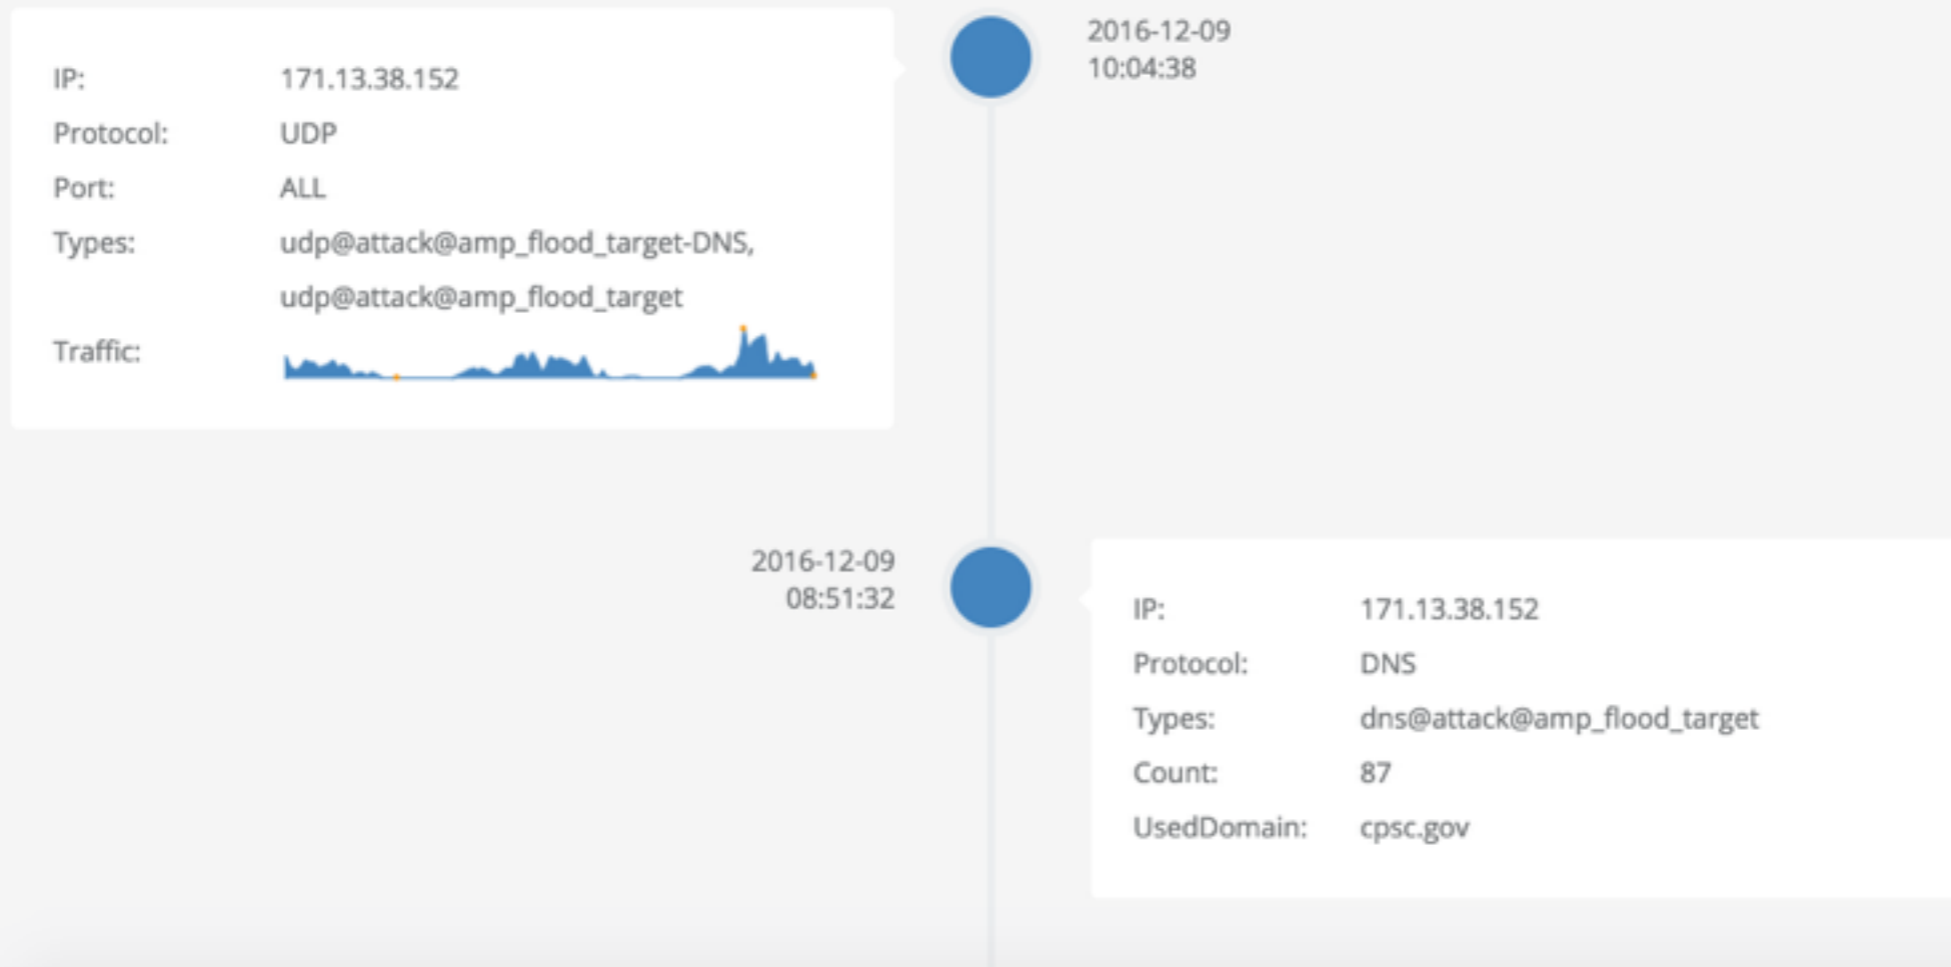 IP: 171.13.38.152
Protocol: UDP
Port: ALL
Types: udp@attack@amp_flood_target-DNS,
udp@attack@amp_flood_target
Traffic:
2016-12-09
10:04:38
2016-12-09
08:51:32
IP: 171.13.38.152
Protocol: DNS
Types: dns@attack@amp_flood_target
Count: 87
UsedDomain: cpsc.gov